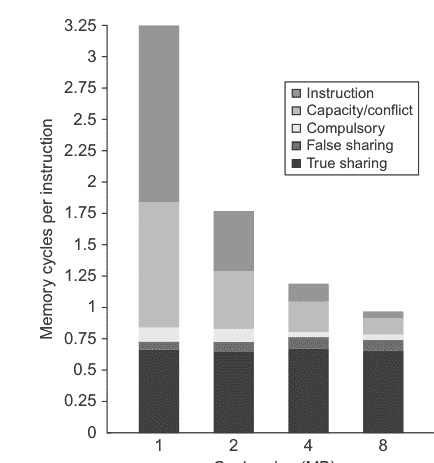 3.25
3
2.75
2.5
2.25
2
1.75
1.5
1.25
1
0.75
0.5
0.25
0
Memory cycles per instruction
Instruction
Capacity/conflict
Compulsory
False sharing
True sharing
1 2 4 8